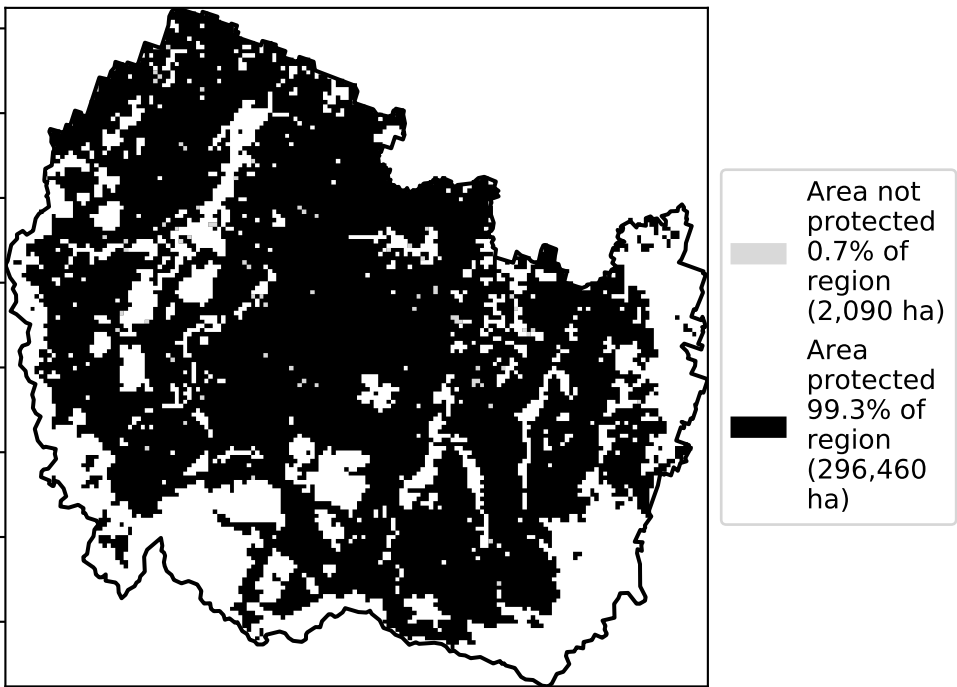 Area not
protected
0.7% of
region
(2,090 ha)
Area
protected
99.3% of
region
(296,460
ha)